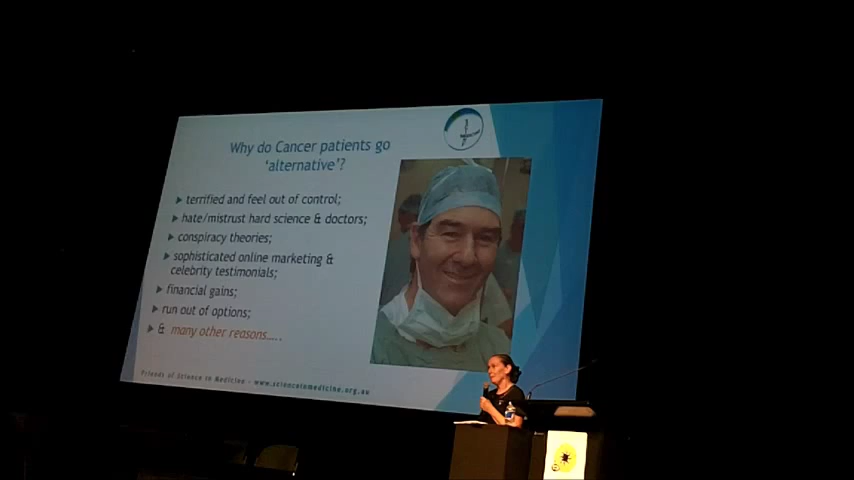 Why do Cancer patients go
'alternative'?
terrified and feel out of control;
hate/mistrust hard science & doctors;
conspiracy theories;
sophisticated online marketing &
celebrity testimonials;
financial gains;
run out of options;
& many other reasons.....
Friends of Science in Medicine - www.scienceinmedicine.org.au